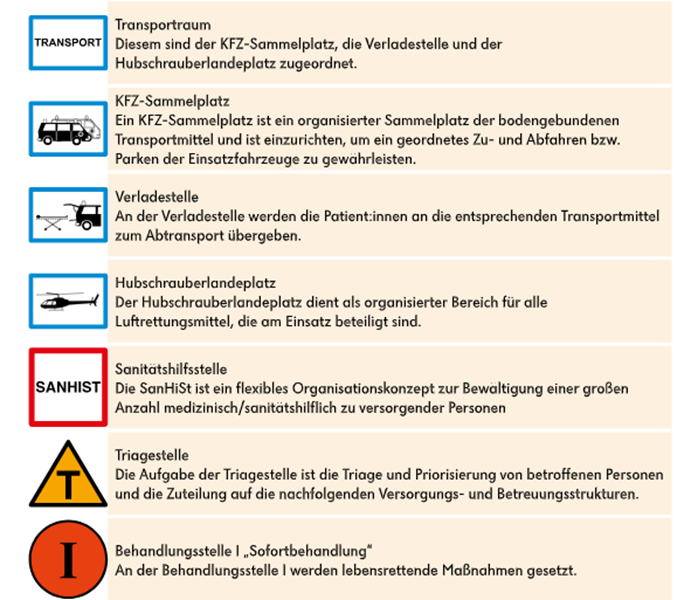 TRANSPORT
Transportraum
Diesem sind der KFZ-Sammelplatz, die Verladestelle und der
Hubschrauberlandeplatz zugeordnet.
KFZ-Sammelplatz
Ein KFZ-Sammelplatz ist ein organisierter Sammelplatz der bodengebundenen
Transportmittel und ist einzurichten, um ein geordnetes Zu- und Abfahren bzw.
Parken der Einsatzfahrzeuge zu gewährleisten.
Verladestelle
An der Verladestelle werden die Patient:innen an die entsprechenden Transportmittel
zum Abtransport übergeben.
Hubschrauberlandeplatz
Der Hubschrauberlandeplatz dient als organisierter Bereich für alle
Luftrettungsmittel, die am Einsatz beteiligt sind.
SANHIST
Sanitätshilfsstelle
Die SanHiSt ist ein flexibles Organisationskonzept zur Bewältigung einer großen
Anzahl medizinisch/sanitätshilflich zu versorgender Personen
T
Triagestelle
Die Aufgabe der Triagestelle ist die Triage und Priorisierung von betroffenen Personen
und die Zuteilung auf die nachfolgenden Versorgungs- und Betreuungsstrukturen.
I
Behandlungsstelle I „Sofortbehandlung“
An der Behandlungsstelle I werden lebensrettende Maßnahmen gesetzt.